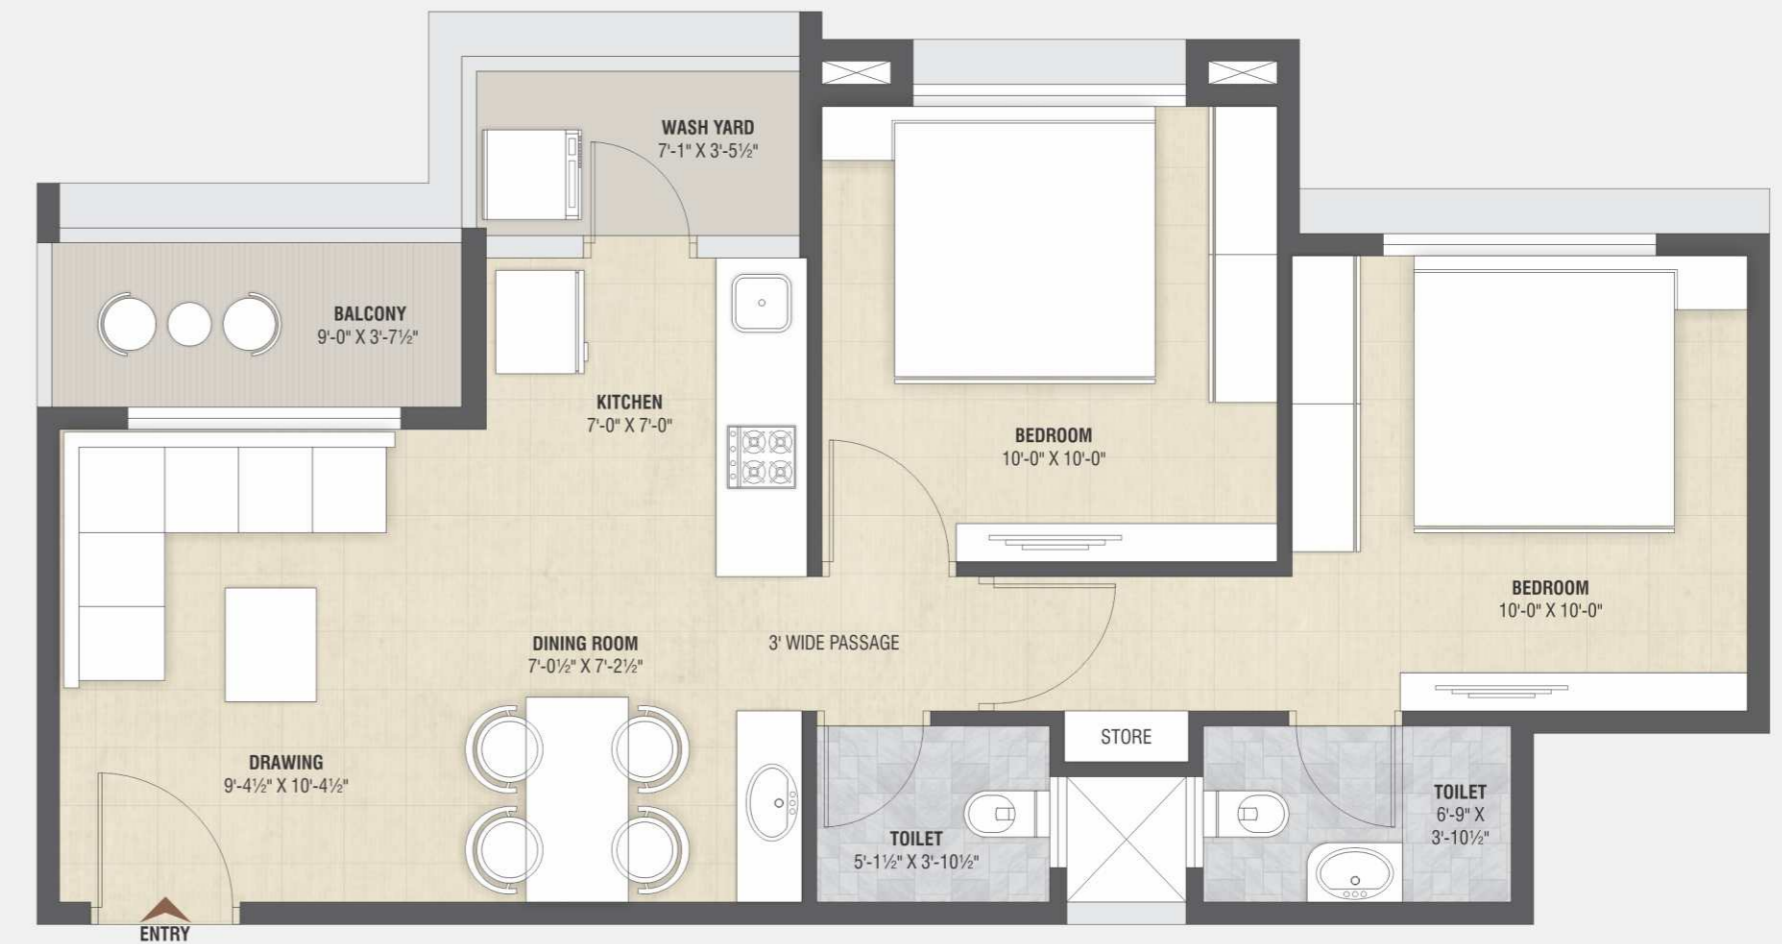 WASH YARD
7'-1" X 3'-5½"
BALCONY
9'-0" X 3'-7½"
KITCHEN
7'-0" X 7'-0"
BEDROOM
10'-0" X 10'-0"
BEDROOM
10'-0" X 10'-0"
DINING ROOM
7'-0½" X 7'-2½"
3' WIDE PASSAGE
DRAWING
9'-4½" X 10'-4½"
STORE
TOILET
5'-1½" X 3'-10½"
TOILET
6'-9" X
3'-10½"
ENTRY